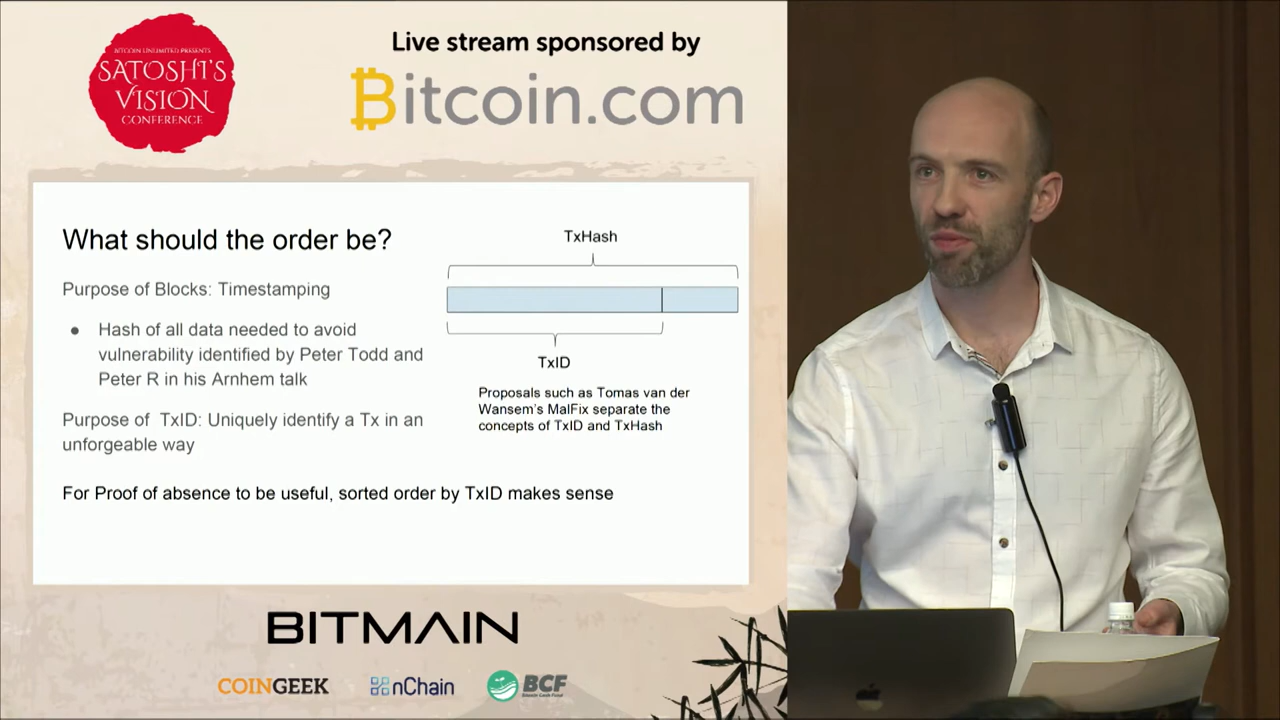 BITCOIN UNLIMITED PRESENTS
SATOSHI'S
VISION
CONFERENCE
Live stream sponsored by
Bitcoin.com
What should the order be?
Purpose of Blocks: Timestamping
● Hash of all data needed to avoid
vulnerability identified by Peter Todd and
Peter R in his Arnhem talk
Purpose of TxID: Uniquely identify a Tx in an
unforgeable way
For Proof of absence to be useful, sorted order by TxID makes sense
TxHash
TxID
Proposals such as Tomas van der
Wansem's MalFix separate the
concepts of TxID and TxHash
BITMAIN
COINGEEK
nChain
BCF